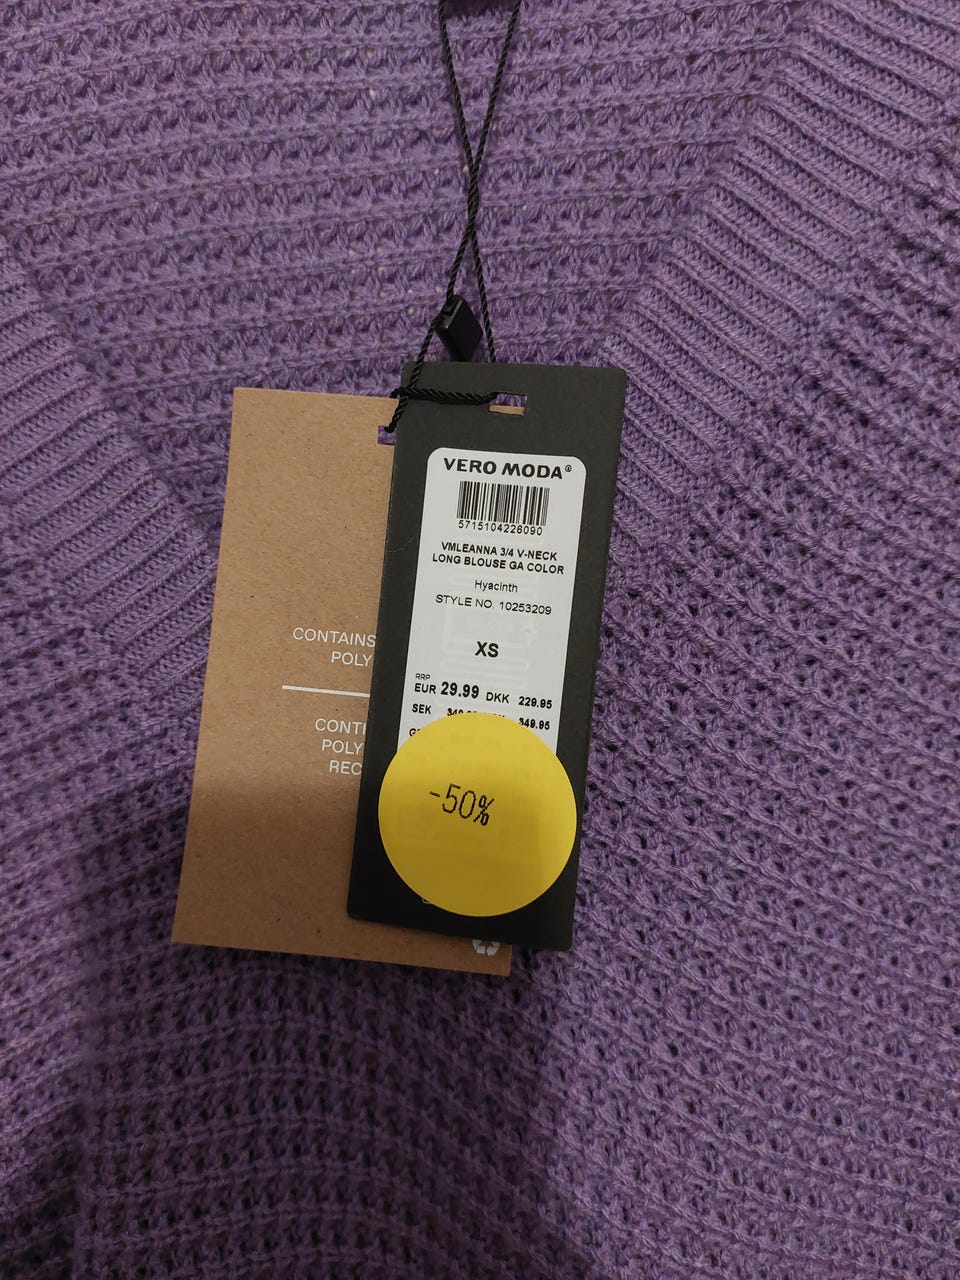 VERO MODA®
5715104226090
VMLEANNA 3/4 V-NECK
LONG BLOUSE GA COLOR
Hyacinth
STYLE NO. 10253209
XS
RRP
EUR 29.99 DKK 229.95
SEK 349.95
-50%
CONTAINS
POLY
CONT
POLY
REC